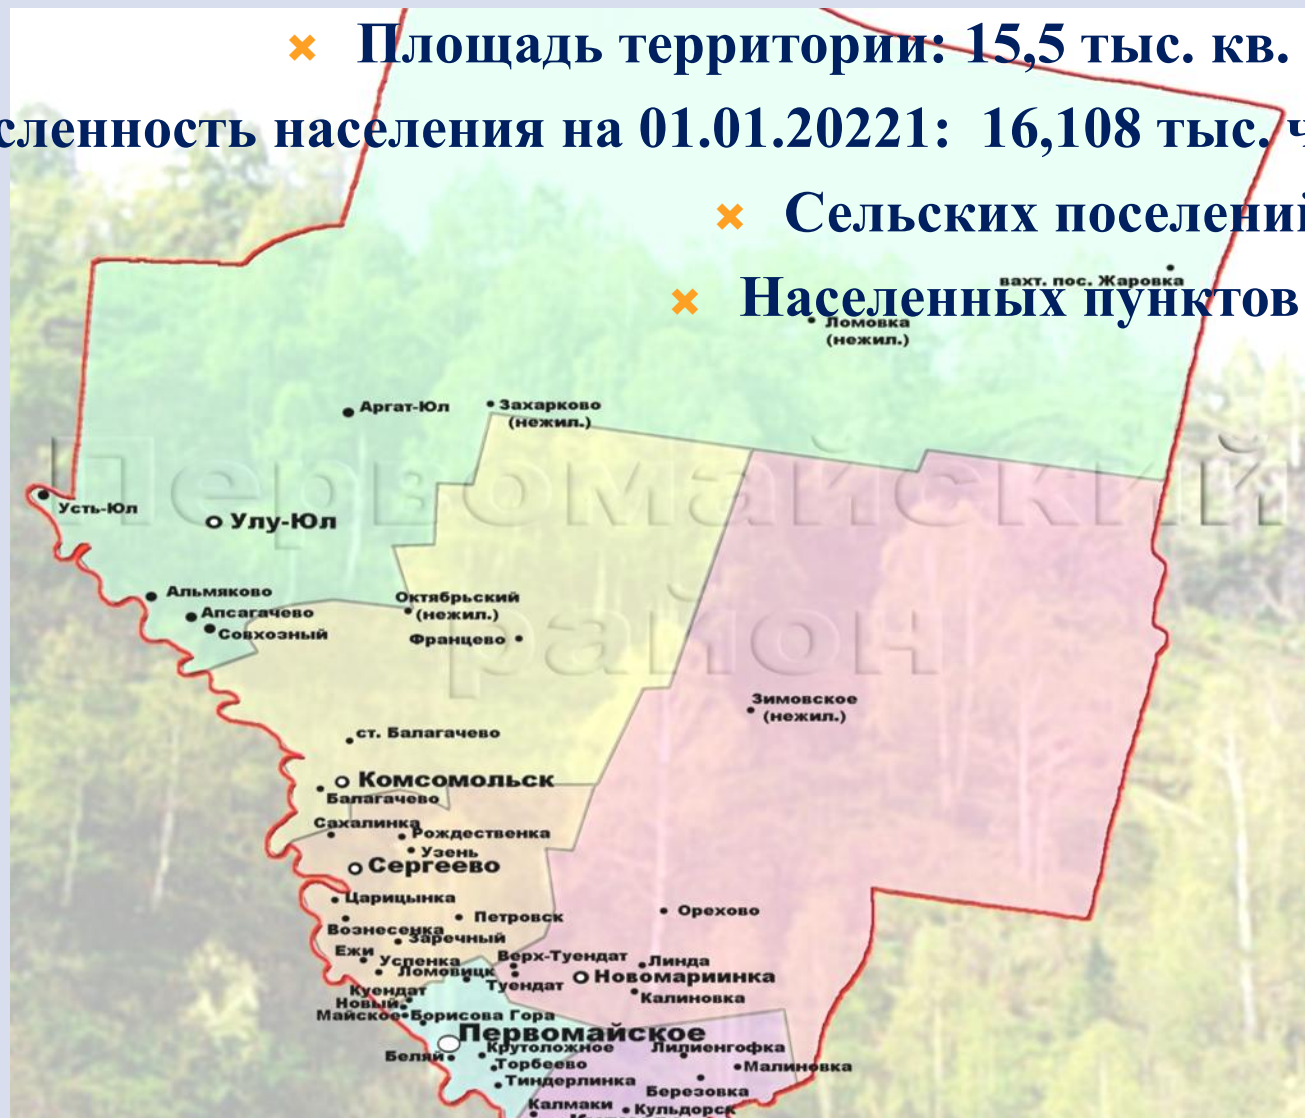 Площадь территории: 15,5 тыс. кв.
сленность населения на 01.01.20221: 16,108 тыс. ч
Сельских поселений
вахт. пос. Жаровка
Населенных пунктов
Ломовка
(нежил.)
Аргат-Юл
Захарково
(нежил.)
Первомайский
район
Усть-Юл
Улу-Юл
Альмяково
Апсагачево
Совхозный
Октябрьский
(нежил.)
Францево
Зимовское
(нежил.)
ст. Балагачево
Комсомольск
Балагачево
Сахалинка
Рождественка
Узень
Сергеево
Царицынка
Петровск
Орехово
Вознесенка
Заречный
Ежи
Успенка
Верх-Туендат
Линда
Ломовицк
Новомариинка
Туендат
Куендат
Калиновка
Новый
Майское
Борисова Гора
Первомайское
Крутоложное
Лилиенгофка
Беляй
Торбеево
Малиновка
Тиндерлинка
Березовка
Калмаки
Кульдорск